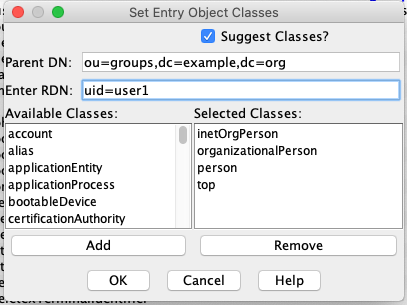 Set Entry Object Classes
Suggest Classes?
Parent DN: ou=groups,dc=example,dc=org
Enter RDN: uid=user1
Available Classes: Selected Classes:
account inetOrgPerson
alias organizationalPerson
applicationEntity person
applicationProcess top
bootableDevice
certificationAuthority
Add Remove
OK Cancel Help